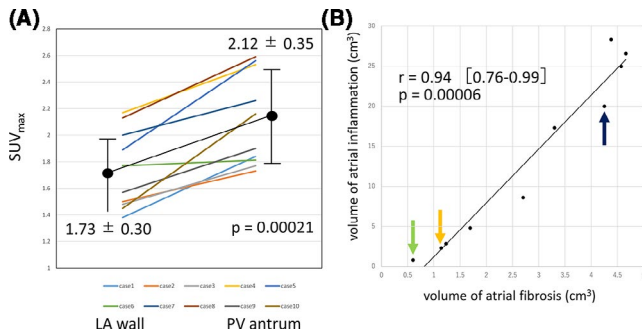 (A)
2.12 ± 0.35
2.8
2.6
2.4
2.2
2
1.8
1.6
1.4
1.2
1
SUVmax
1.73 ± 0.30
p = 0.00021
case1 case2 case3 case4 case5
case6 case7 case8 case9 case10
LA wall PV antrum
(B)
volume of atrial inflammation (cm³)
30
25
20
15
10
5
0
r = 0.94 [0.76-0.99]
p = 0.00006
0 0.5 1 1.5 2 2.5 3 3.5 4 4.5 5
volume of atrial fibrosis (cm³)